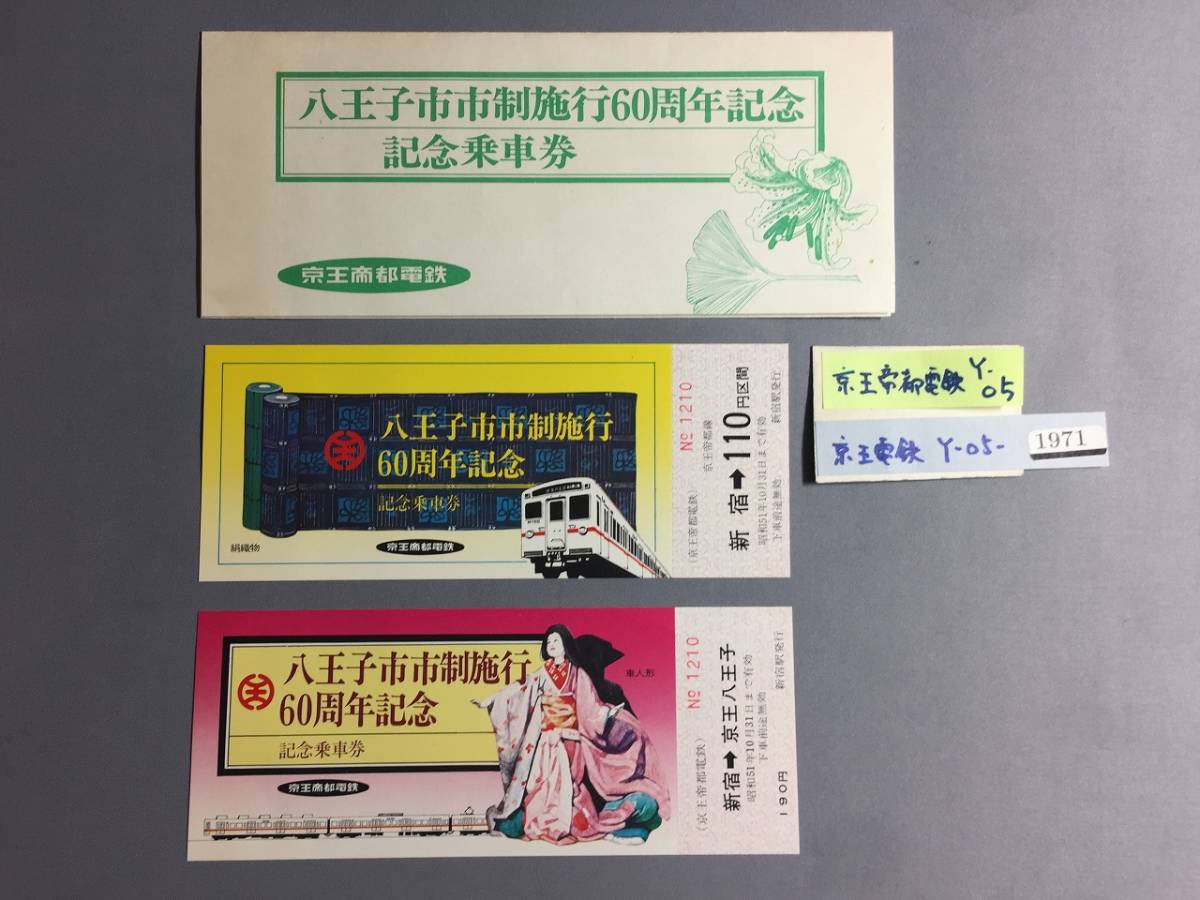 八王子市市制施行60周年記念
記念乗車券
京王帝都電鉄
八王子市市制施行
60周年記念
記念乗車券
京王帝都電鉄
絹織物
№ 1210
(京王帝都電鉄) 京王帝都線
新宿➡110円区間
昭和51年10月31日まで有効
下車前途無効 新宿駅発行
京王帝都電鉄 Y-05
京王電鉄 Y-05-
1971
八王子市市制施行
60周年記念
記念乗車券
京王帝都電鉄
車人形
№ 1210
(京王帝都電鉄)
新宿➡京王八王子
昭和51年10月31日まで有効
下車前途無効
新宿駅発行
190円